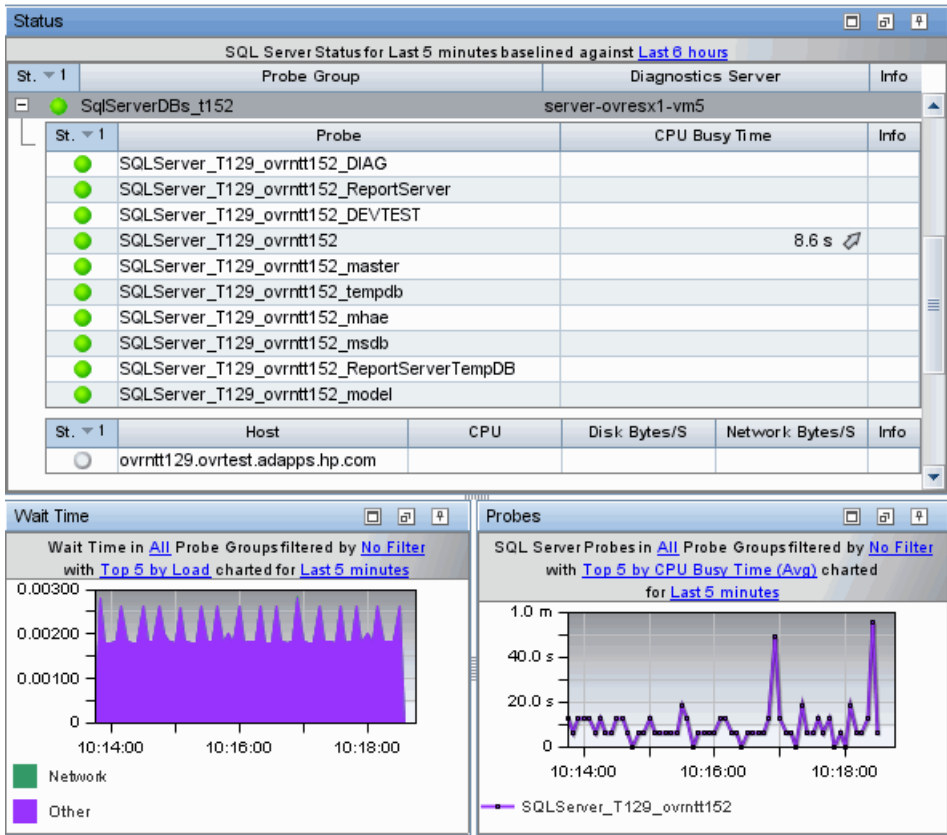 Status
SQL Server Status for Last 5 minutes baselined against Last 6 hours
St. 1 Probe Group Diagnostics Server Info
SqlServerDBs_t152 server-ovresx1-vm5
St. 1 Probe CPU Busy Time Info
SQLServer_T129_ovrntt152_DIAG
SQLServer_T129_ovrntt152_ReportServer
SQLServer_T129_ovrntt152_DEVTEST
SQLServer_T129_ovrntt152 8.6 s
SQLServer_T129_ovrntt152_master
SQLServer_T129_ovrntt152_tempdb
SQLServer_T129_ovrntt152_mhae
SQLServer_T129_ovrntt152_msdb
SQLServer_T129_ovrntt152_ReportServerTempDB
SQLServer_T129_ovrntt152_model
St. 1 Host CPU Disk Bytes/S Network Bytes/S Info
ovrntt129.ovrtest.adapps.hp.com
Wait Time
Wait Time in All Probe Groups filtered by No Filter
with Top 5 by Load charted for Last 5 minutes
0.00300
0.00200
0.00100
0
10:14:00 10:16:00 10:18:00
Network
Other
Probes
SQL Server Probes in All Probe Groups filtered by No Filter
with Top 5 by CPU Busy Time (Avg) charted
for Last 5 minutes
1.0 m
40.0 s
20.0 s
0
10:14:00 10:16:00 10:18:00
SQLServer_T129_ovrntt152